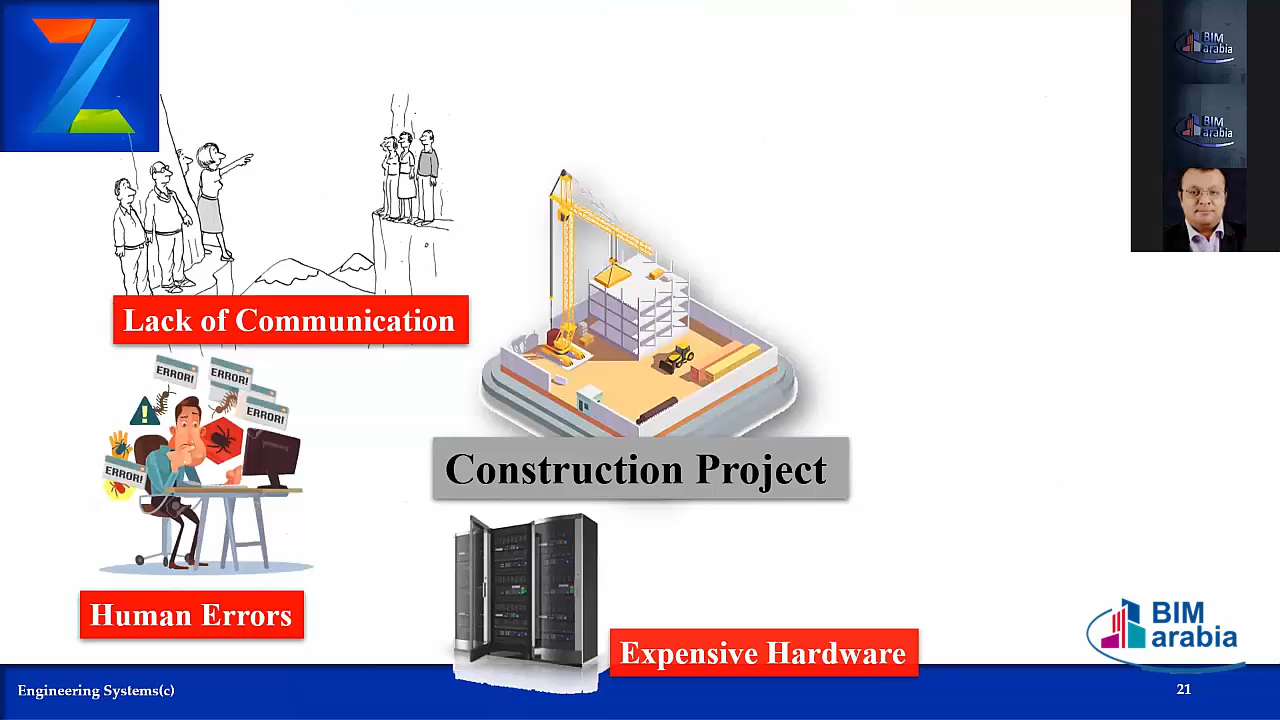 BIM
arabia
BIM
arabia
Lack of Communication
ERROR!
ERROR!
ERROR!
ERROR!
Construction Project
Human Errors
Expensive Hardware
BIM
arabia
Engineering Systems(c)
21